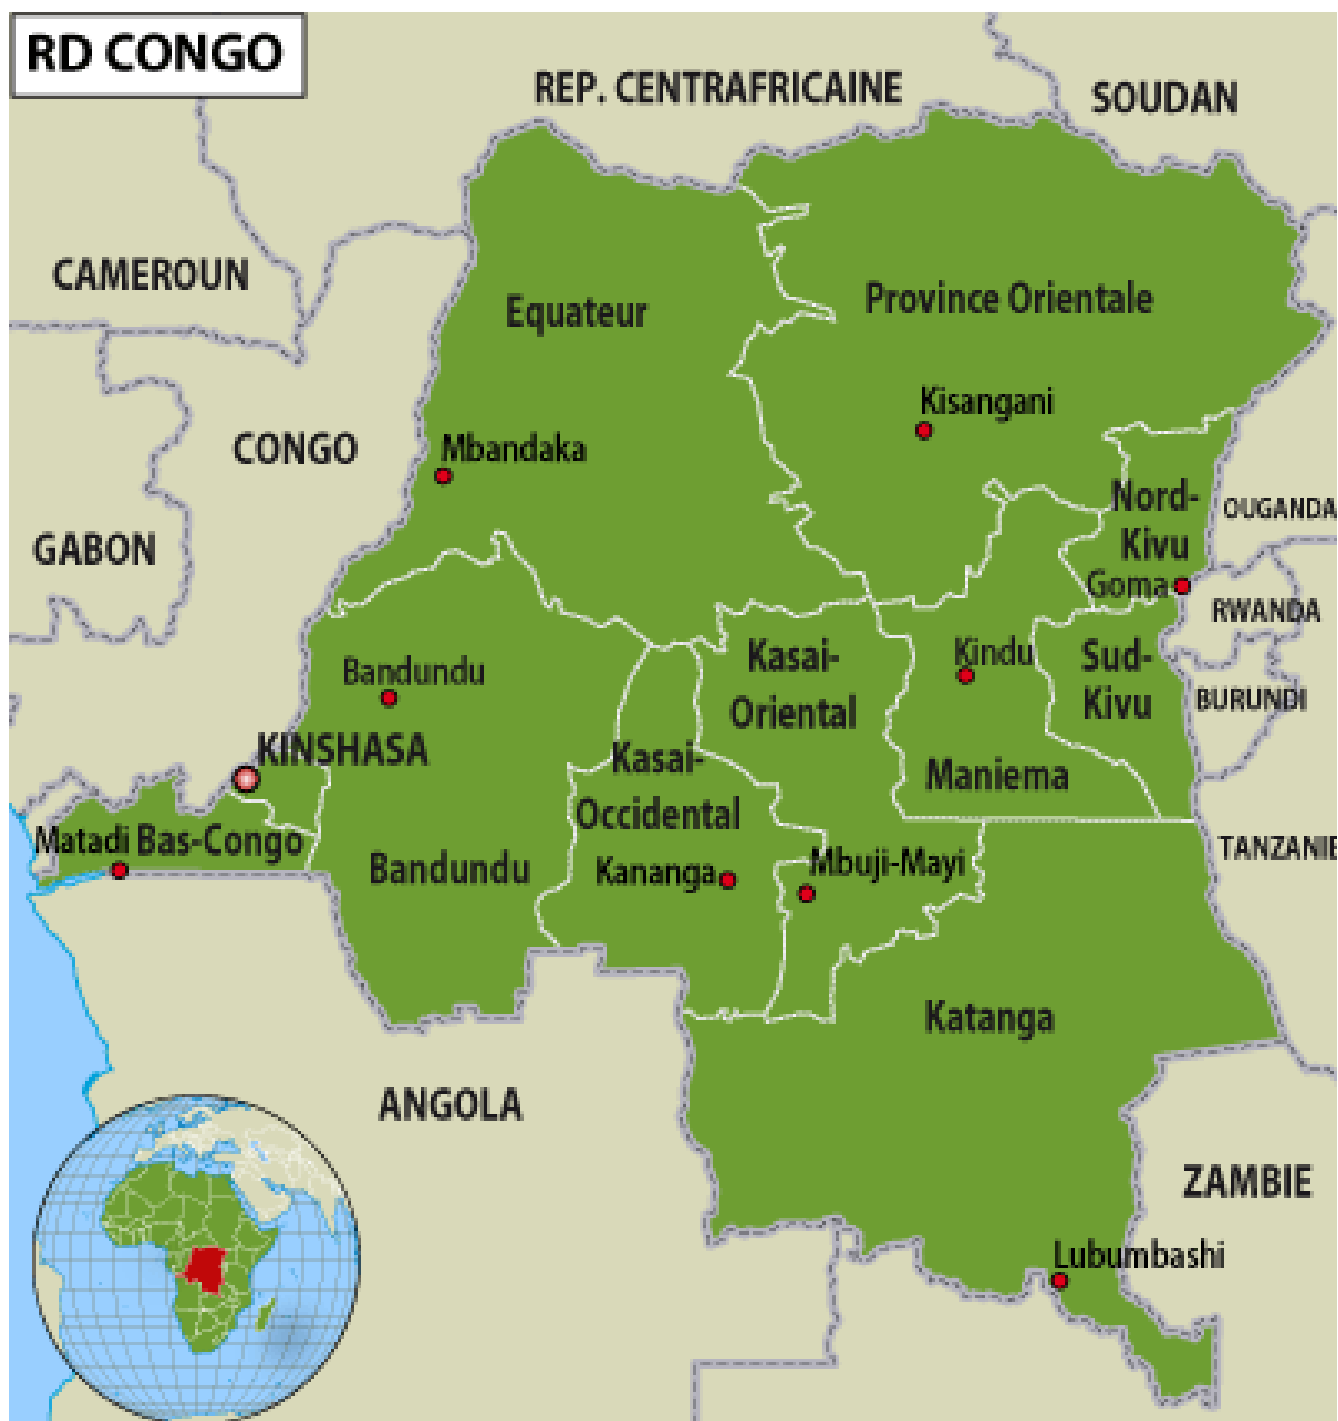 RD CONGO
REP. CENTRAFRICAINE
SOUDAN
CAMEROUN
Equateur
Province Orientale
Kisangani
CONGO
Mbandaka
Nord-
Kivu
OUGANDA
GABON
Goma
RWANDA
Kasai-
Oriental
Kindu
Sud-
Kivu
Bandundu
BURUNDI
KINSHASA
Kasai-
Occidental
Maniema
Matadi
Bas-Congo
Bandundu
Kananga
Mbuji-Mayi
TANZANIE
Katanga
ANGOLA
ZAMBIE
Lubumbashi